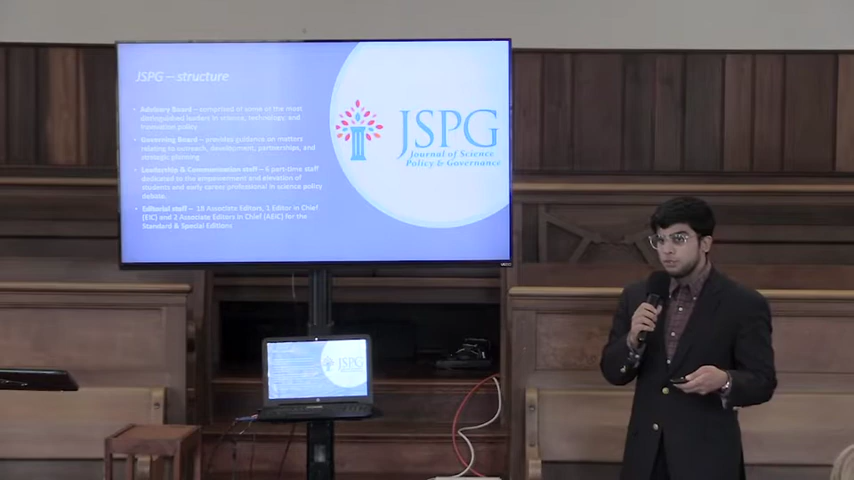 JSPG – structure
• Advisory Board – comprised of some of the most
distinguished leaders in science, technology and
innovation policy
• Governing Board – provides guidance on matters
relating to outreach, development, partnerships, and
strategic planning
• Leadership & Communication staff – 6 part-time staff
dedicated to the empowerment and elevation of
students and early career professional in science policy
debate.
• Editorial staff – 18 Associate Editors, 1 Editor in Chief
(EIC) and 2 Associate Editors in Chief (AEIC) for the
Standard & Special Editions
JSPG
Journal of Science
Policy & Governance
JSPG